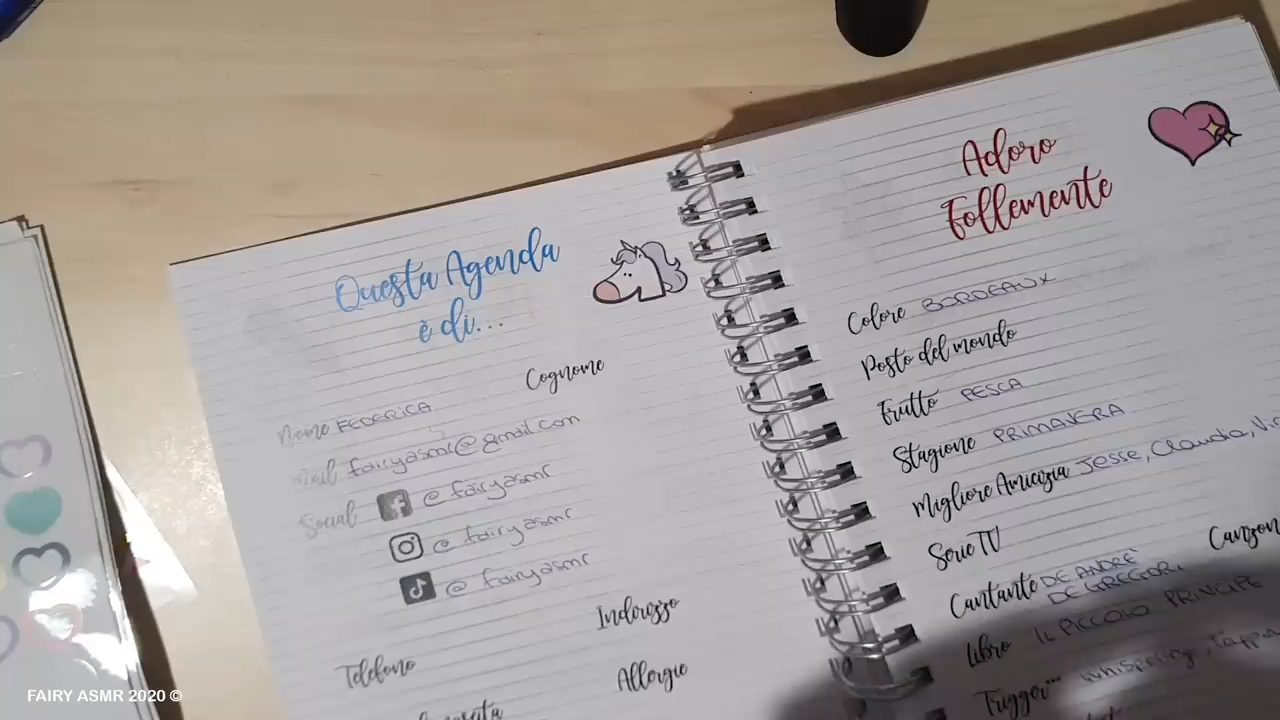 Questa Agenda
è di...
Cognome
Nome FEDERICA
Mail fairyasmr@gmail.com
Social @fairyasmr
@fairyasmr
@fairyasmr
Indirizzo
Telefono
Allergie
Adoro
Follemente
Colore BORDEAUX
Posto del mondo
Frutto PESCA
Stagione PRIMAVERA
Migliore Amicizia Jesse, Claudia,
Serie TV
Cantante DE ANDRE'
DE GREGORI
Libro IL PICCOLO PRINCIPE
Trigger Whispering,
FAIRY ASMR 2020 ©